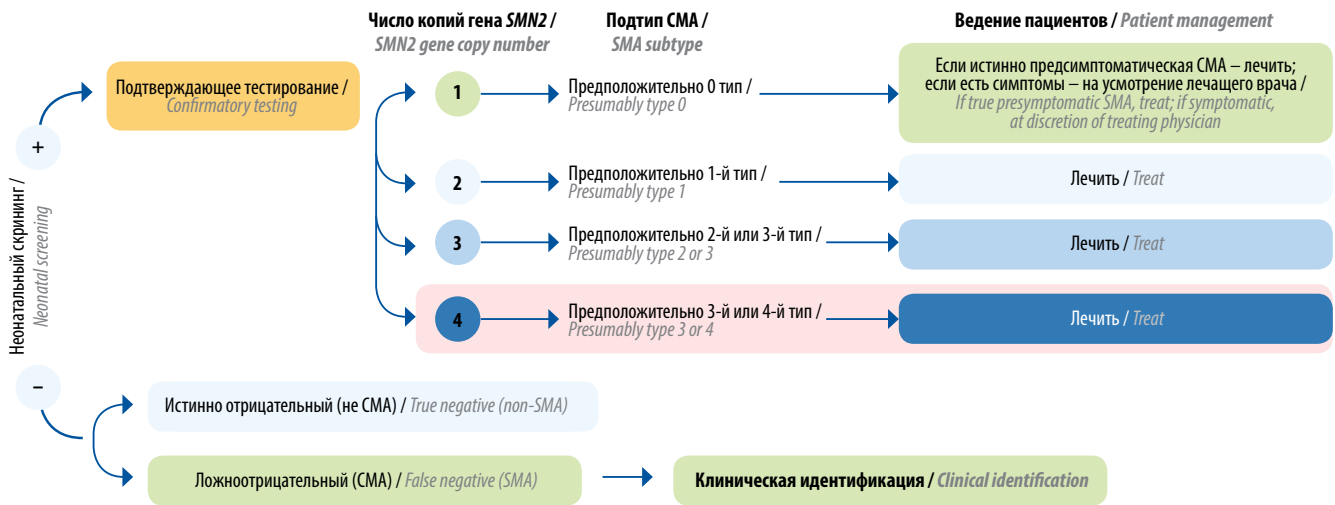 Число копий гена SMN2 /
SMN2 gene copy number
Подтип СМА /
SMA subtype
Ведение пациентов / Patient management
Неонатальный скрининг /
Neonatal screening
+
Подтверждающее тестирование /
Confirmatory testing
1
Предположительно 0 тип /
Presumably type 0
Если истинно предсимптоматическая СМА – лечить;
если есть симптомы – на усмотрение лечащего врача /
If true presymptomatic SMA, treat; if symptomatic,
at discretion of treating physician
2
Предположительно 1-й тип /
Presumably type 1
Лечить / Treat
3
Предположительно 2-й или 3-й тип /
Presumably type 2 or 3
Лечить / Treat
4
Предположительно 3-й или 4-й тип /
Presumably type 3 or 4
Лечить / Treat
–
Истинно отрицательный (не СМА) / True negative (non-SMA)
Ложноотрицательный (СМА) / False negative (SMA)
Клиническая идентификация / Clinical identification